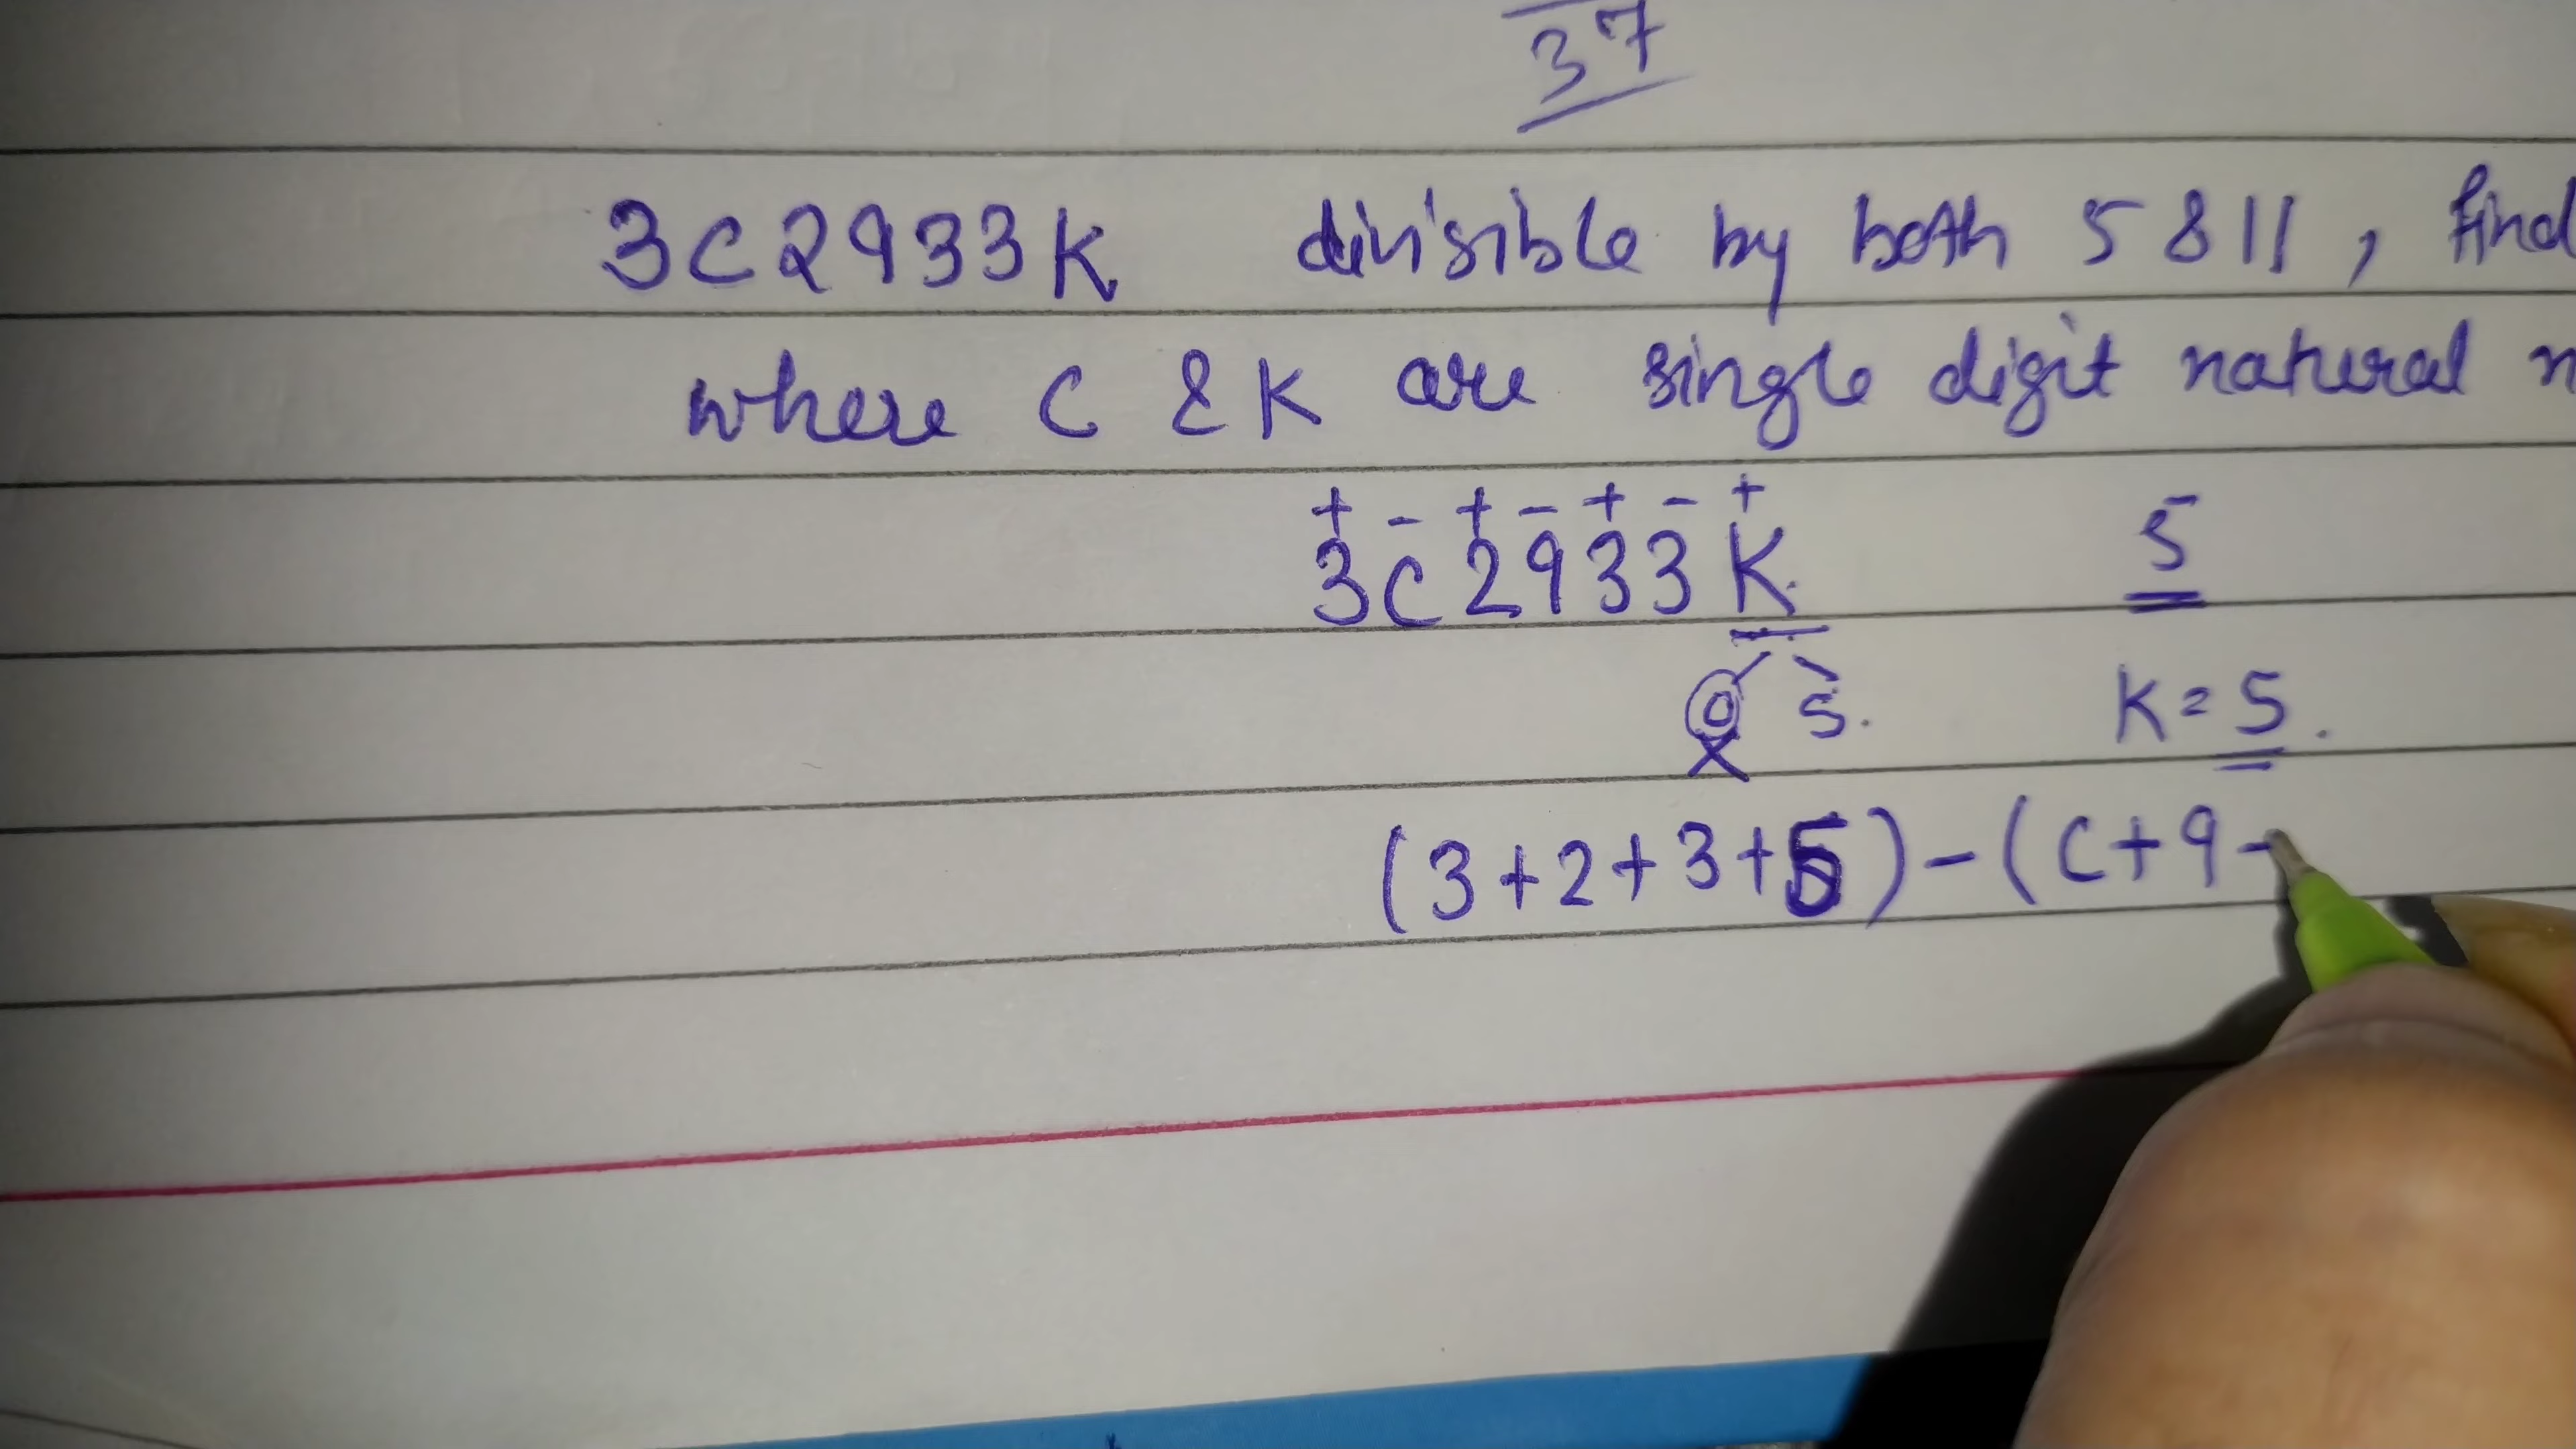 37
3C2933K divisible by both 5 & 11, find
where C & K are single digit natural n
+ - + - + - +
3C2933K 5
0 5. K = 5.
(3+2+3+5) - (C+9-